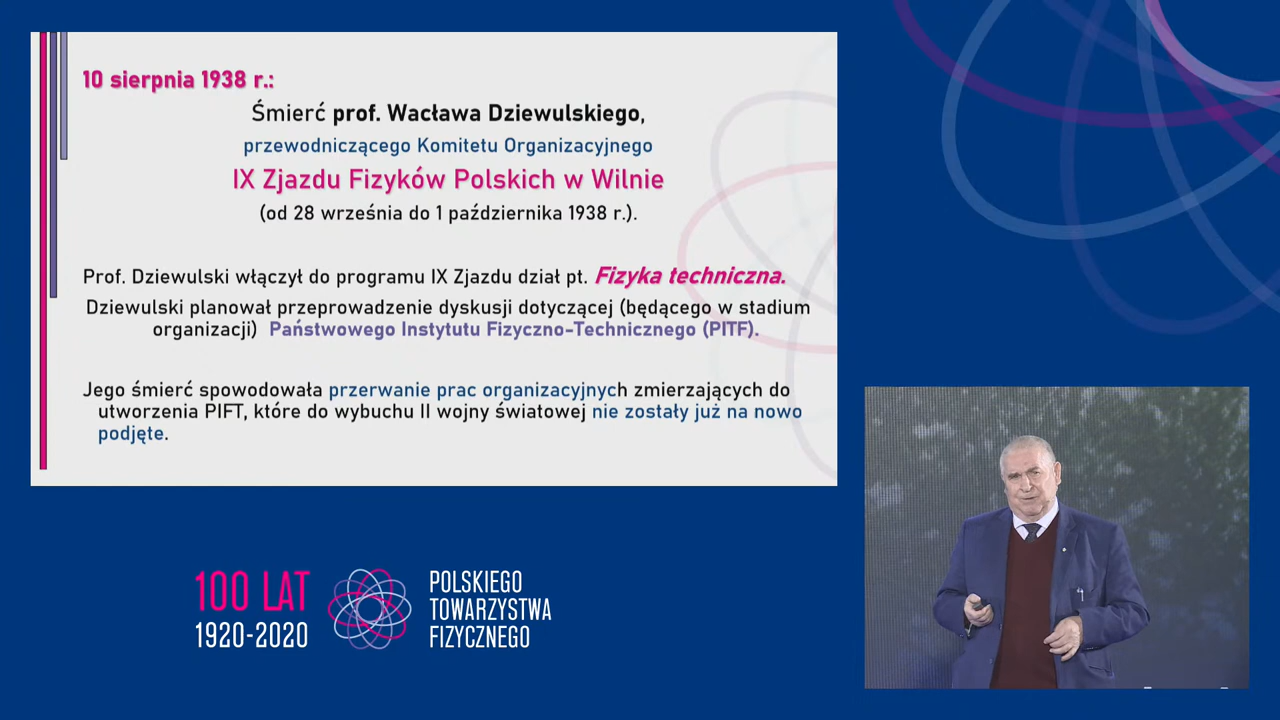 10 sierpnia 1938 r.:
Śmierć prof. Wacława Dziewulskiego,
przewodniczącego Komitetu Organizacyjnego
IX Zjazdu Fizyków Polskich w Wilnie
(od 28 września do 1 października 1938 r.).
Prof. Dziewulski włączył do programu IX Zjazdu dział pt. Fizyka techniczna.
Dziewulski planował przeprowadzenie dyskusji dotyczącej (będącego w stadium
organizacji) Państwowego Instytutu Fizyczno-Technicznego (PITF).
Jego śmierć spowodowała przerwanie prac organizacyjnych zmierzających do
utworzenia PIFT, które do wybuchu II wojny światowej nie zostały już na nowo
podjęte.
100 LAT
1920-2020
POLSKIEGO
TOWARZYSTWA
FIZYCZNEGO